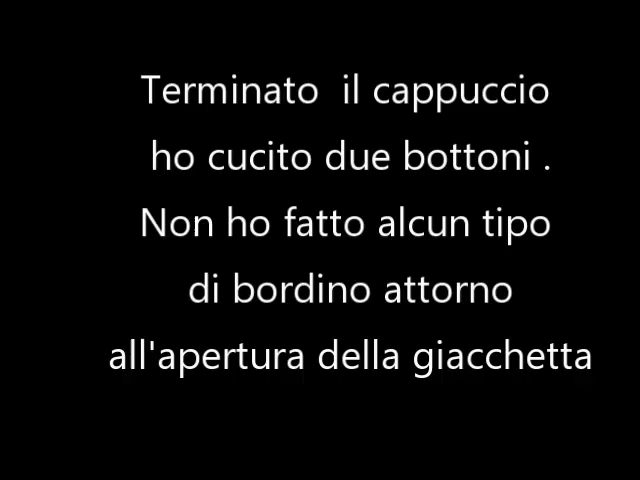 Terminato  il cappuccio
ho cucito due bottoni .
Non ho fatto alcun tipo
di bordino attorno
all'apertura della giacchetta